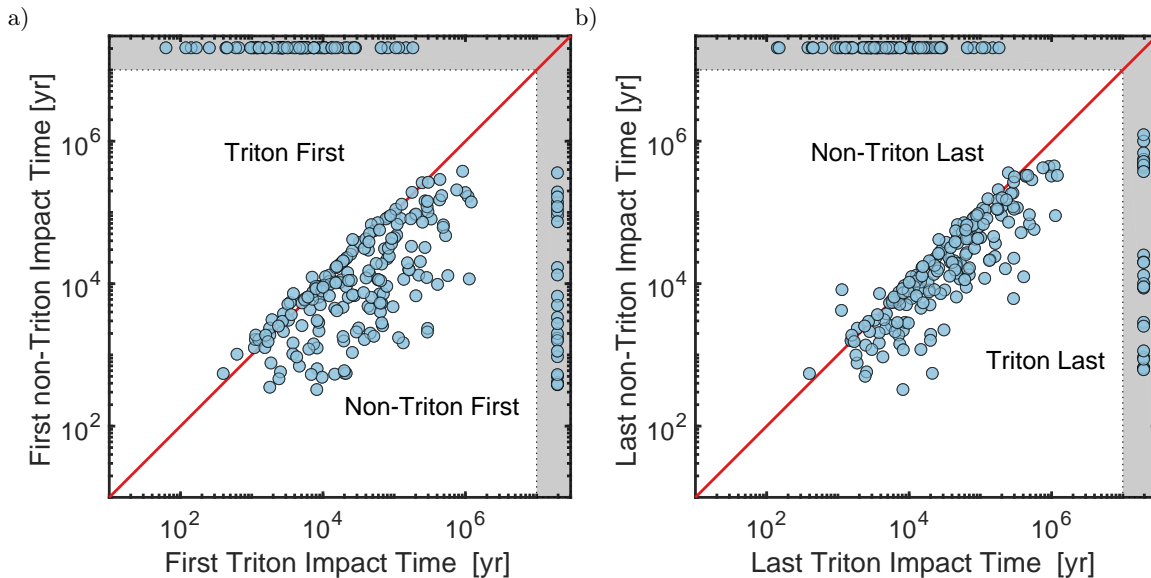 a)
First non-Triton Impact Time [yr]
10^6
10^4
10^2
Triton First
Non-Triton First
10^2 10^4 10^6
First Triton Impact Time [yr]
b)
Last non-Triton Impact Time [yr]
10^6
10^4
10^2
Non-Triton Last
Triton Last
10^2 10^4 10^6
Last Triton Impact Time [yr]